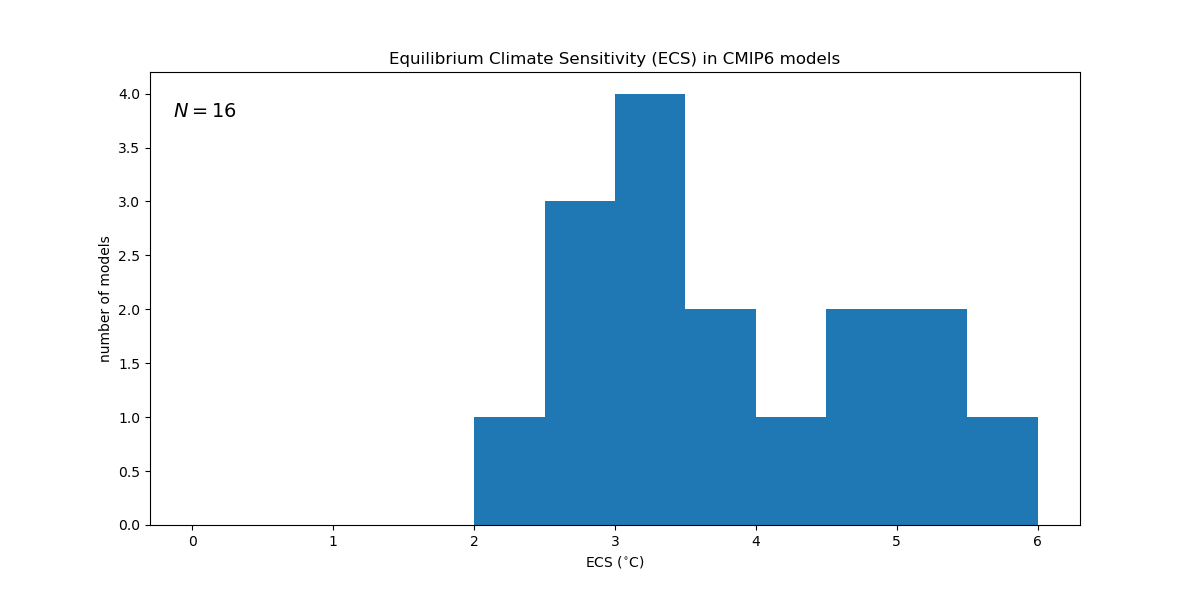 Equilibrium Climate Sensitivity (ECS) in CMIP6 models
N = 16
number of models
4.0
3.5
3.0
2.5
2.0
1.5
1.0
0.5
0.0
0 1 2 3 4 5 6
ECS (°C)